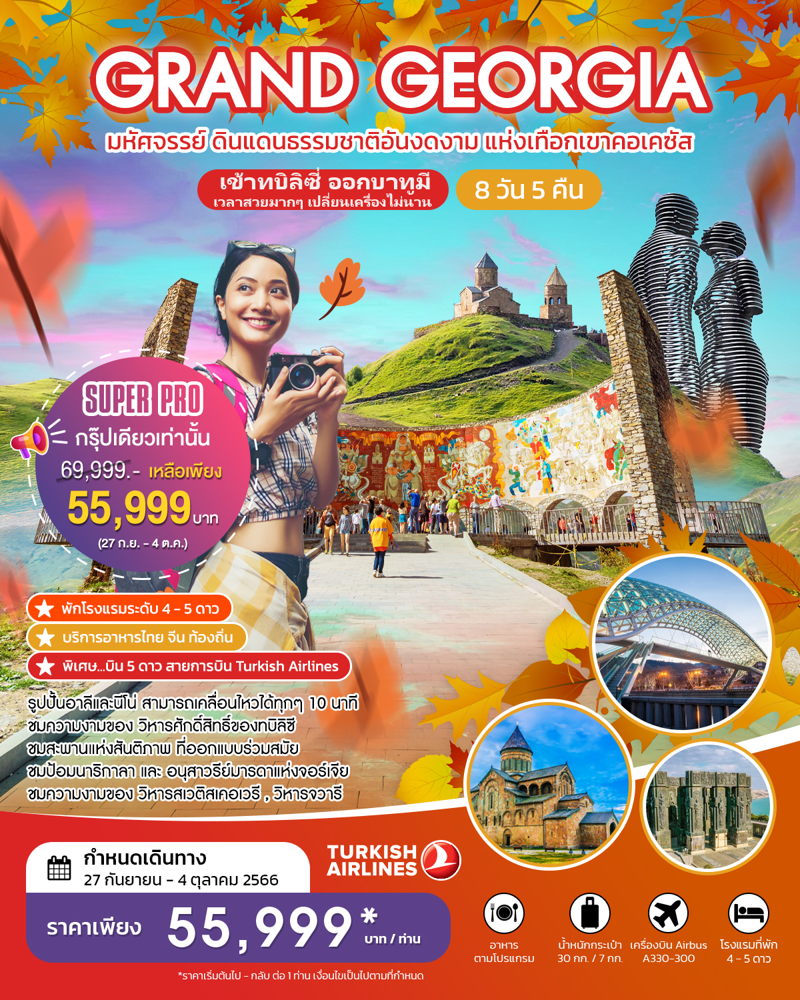 GRAND GEORGIA
มหัศจรรย์ ดินแดนธรรมชาติอันงดงาม แห่งเทือกเขาคอเคซัส
เข้าทบิลิซี่ ออกบาทูมี
เวลาสวยมากๆ เปลี่ยนเครื่องไม่นาน
8 วัน 5 คืน
SUPER PRO
กรุ๊ปเดียวเท่านั้น
69,999.- เหลือเพียง
55,999 บาท
(27 ก.ย. - 4 ต.ค.)
พักโรงแรมระดับ 4 - 5 ดาว
บริการอาหารไทย จีน ท้องถิ่น
พิเศษ...บิน 5 ดาว สายการบิน Turkish Airlines
รูปปั้นอาลีและนีโน่ สามารถเคลื่อนไหวได้ทุกๆ 10 นาที
ชมความงามของ วิหารศักดิ์สิทธิ์ของทบิลิซี
ชมสะพานแห่งสันติภาพ ที่ออกแบบร่วมสมัย
ชมป้อมนาริกาลา และ อนุสาวรีย์มารดาแห่งจอร์เจีย
ชมความงามของ วิหารสเวติสเคอเวรี , วิหารจวารี
กำหนดเดินทาง
27 กันยายน - 4 ตุลาคม 2566
TURKISH
AIRLINES
ราคาเพียง 55,999* บาท / ท่าน
*ราคาเริ่มต้นไป - กลับ ต่อ 1 ท่าน เงื่อนไขเป็นไปตามที่กำหนด
อาหาร
ตามโปรแกรม
น้ำหนักกระเป๋า
30 กก. / 7 กก.
เครื่องบิน Airbus
A330-300
โรงแรมที่พัก
4 - 5 ดาว